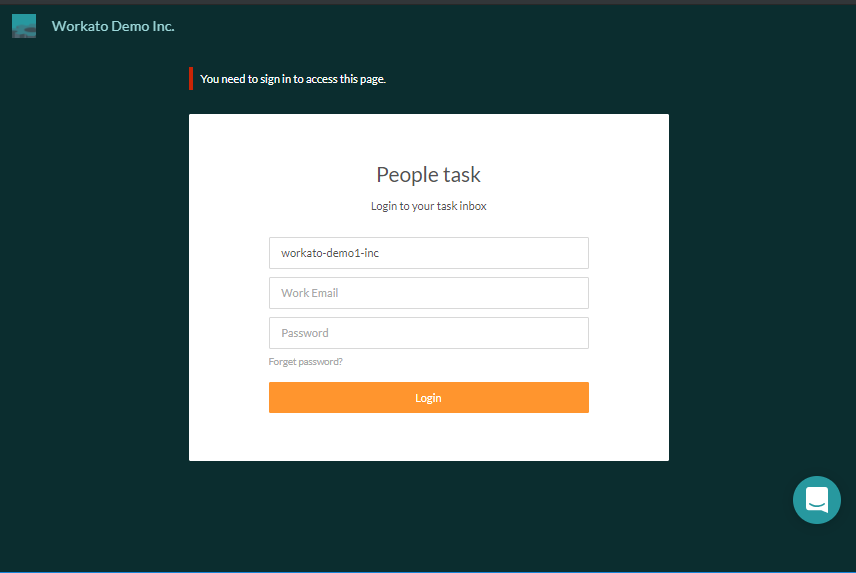 Workato Demo Inc.
You need to sign in to access this page.
People task
Login to your task inbox
workato-demo1-inc
Work Email
Password
Forget password?
Login